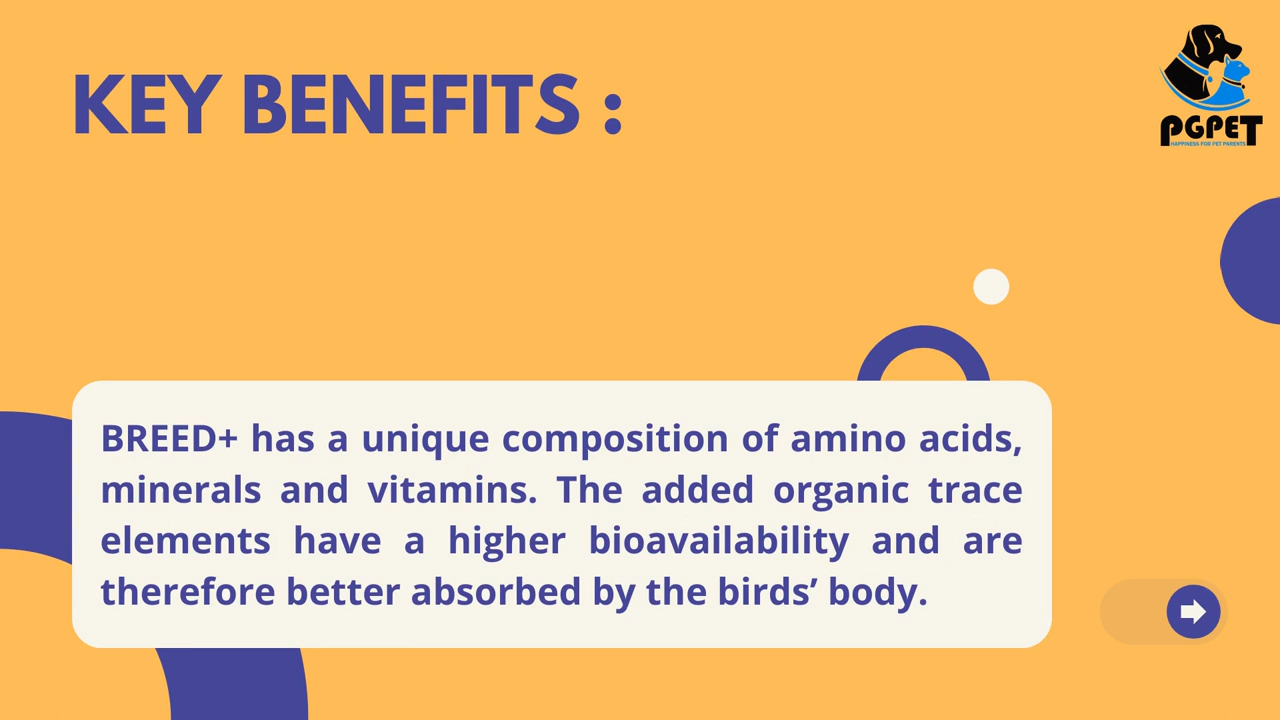 KEY BENEFITS :
PGPET
HAPPINESS FOR PET PARENTS
BREED+ has a unique composition of amino acids,
minerals and vitamins. The added organic trace
elements have a higher bioavailability and are
therefore better absorbed by the birds’ body.